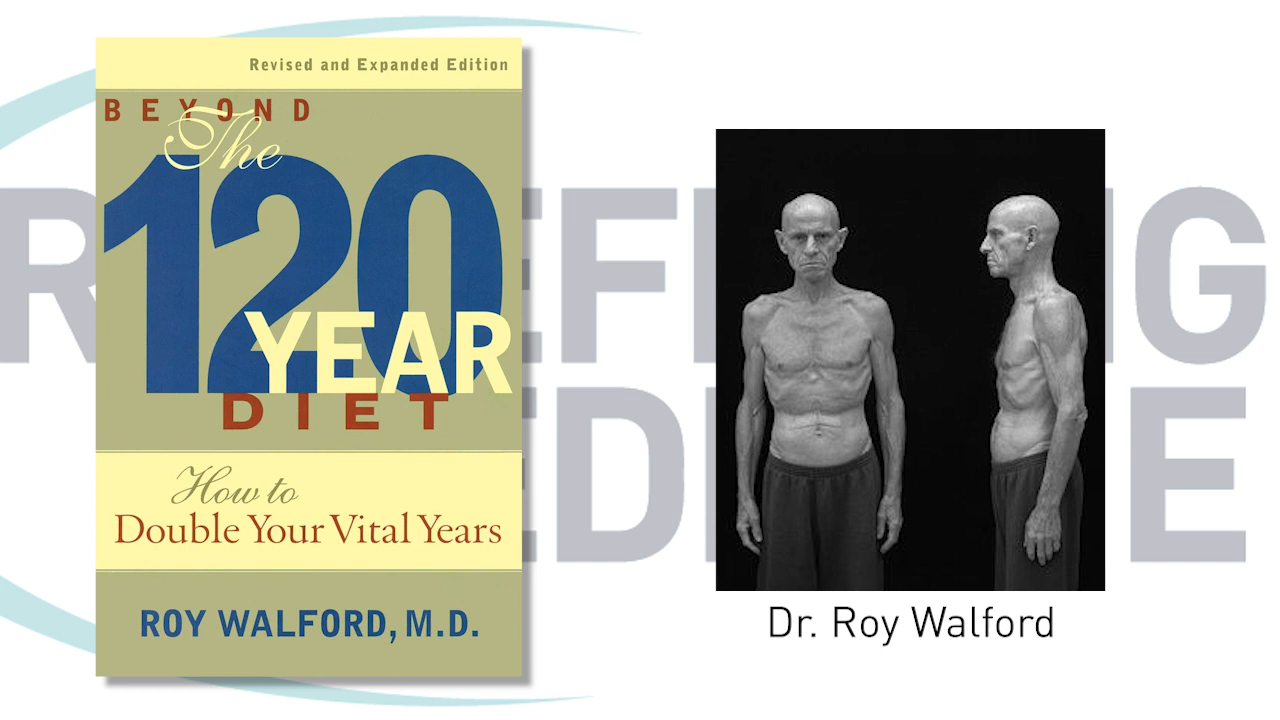 Revised and Expanded Edition
BEYOND
The
120
YEAR
DIET
How to
Double Your Vital Years
ROY WALFORD, M.D.
Dr. Roy Walford